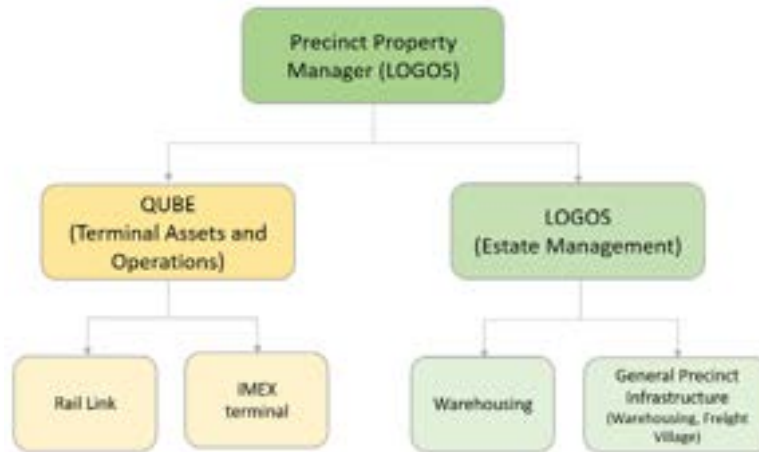 Precinct Property
Manager (LOGOS)
QUBE
(Terminal Assets and
Operations)
LOGOS
(Estate Management)
Rail Link
IMEX
terminal
Warehousing
General Precinct
Infrastructure
(Warehousing, Freight
Village)